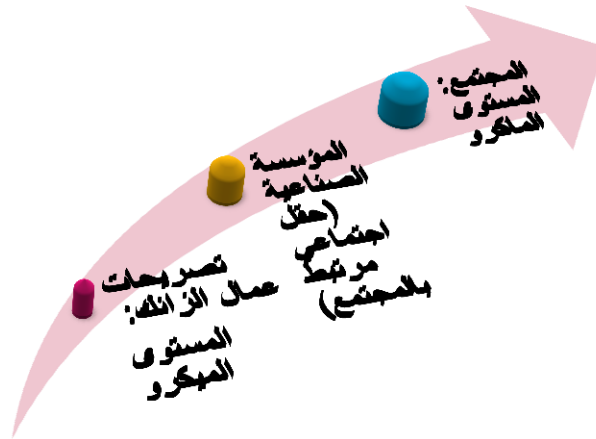 المجتمع:
المستوى
الماكرو
المؤسسة
الصناعية
(حقل
اجتماعي
مرتبط
بالمجتمع)
تصريحات
عمال الزانك:
المستوى
الميكرو